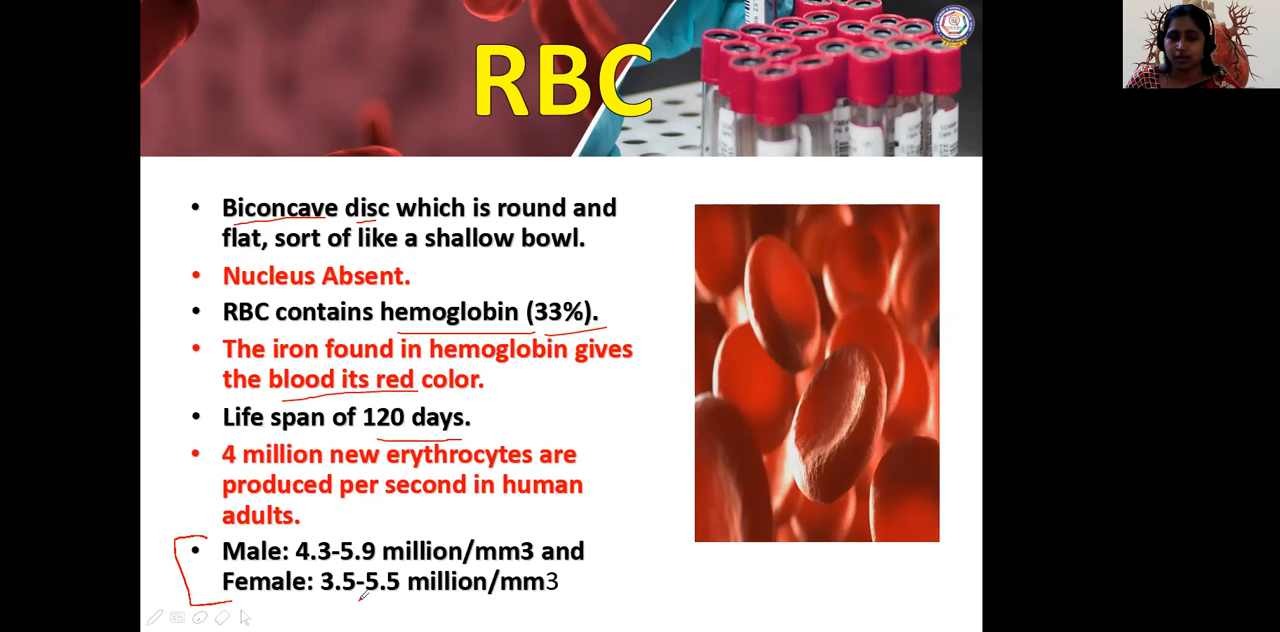 RBC
• Biconcave disc which is round and
flat, sort of like a shallow bowl.
• Nucleus Absent.
• RBC contains hemoglobin (33%).
• The iron found in hemoglobin gives
the blood its red color.
• Life span of 120 days.
• 4 million new erythrocytes are
produced per second in human
adults.
• Male: 4.3-5.9 million/mm3 and
Female: 3.5-5.5 million/mm3